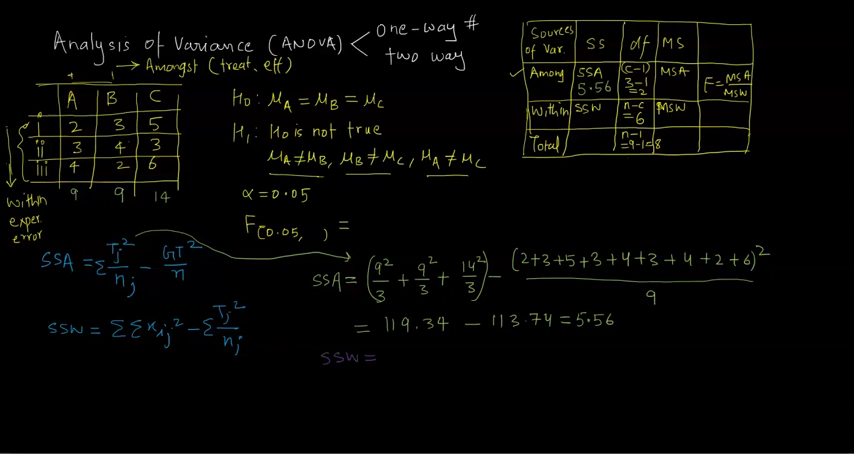 Analysis of Variance (ANOVA) < One-way #
two way
→ Amongst (treat. eff)
A B C
i 2 3 5
ii 3 4 3
iii 4 2 6
9 9 14
within
exper.
error
H₀: μA = μB = μC
H₁: H₀ is not true
μA ≠ μB, μB ≠ μC, μA ≠ μC
α = 0.05
F(0.05, ) =
Sources of Var. SS df MS
✓ Among SSA 5.56 (c-1) 3-1 =2 MSA F = MSA/MSW
Within SSW n-c =6 MSW
Total n-1 =9-1=8
SSA = Σ Tj²/nj − GT²/n
SSW = ΣΣxij² − Σ Tj²/nj
SSA = (9²/3 + 9²/3 + 14²/3) − (2+3+5+3+4+3+4+2+6)²/9
= 119.34 − 113.74 = 5.56
SSW =